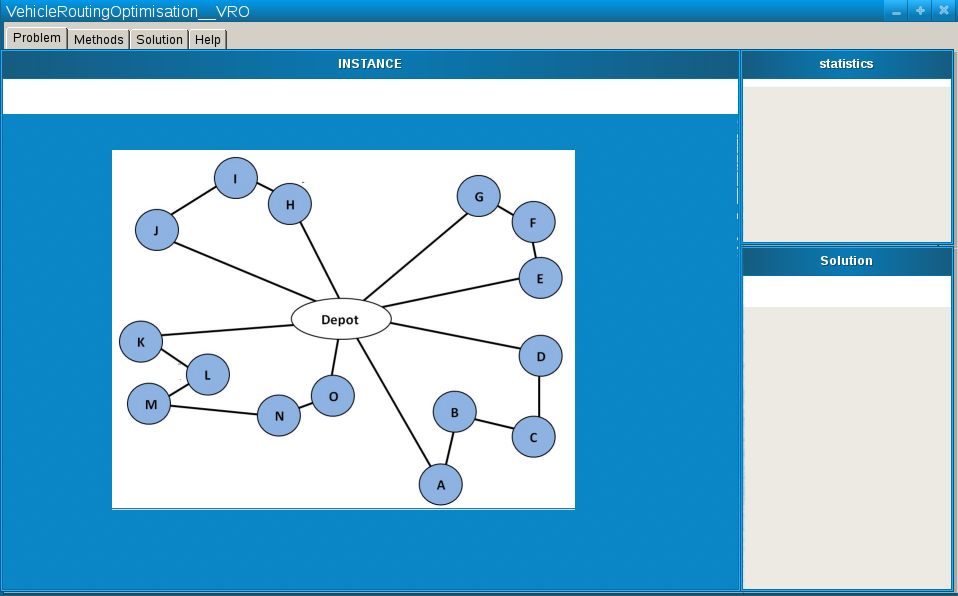 VehicleRoutingOptimisation__VRO
Problem
Methods
Solution
Help
INSTANCE
statistics
Solution
I
H
J
G
F
E
Depot
K
L
M
N
O
D
B
C
A